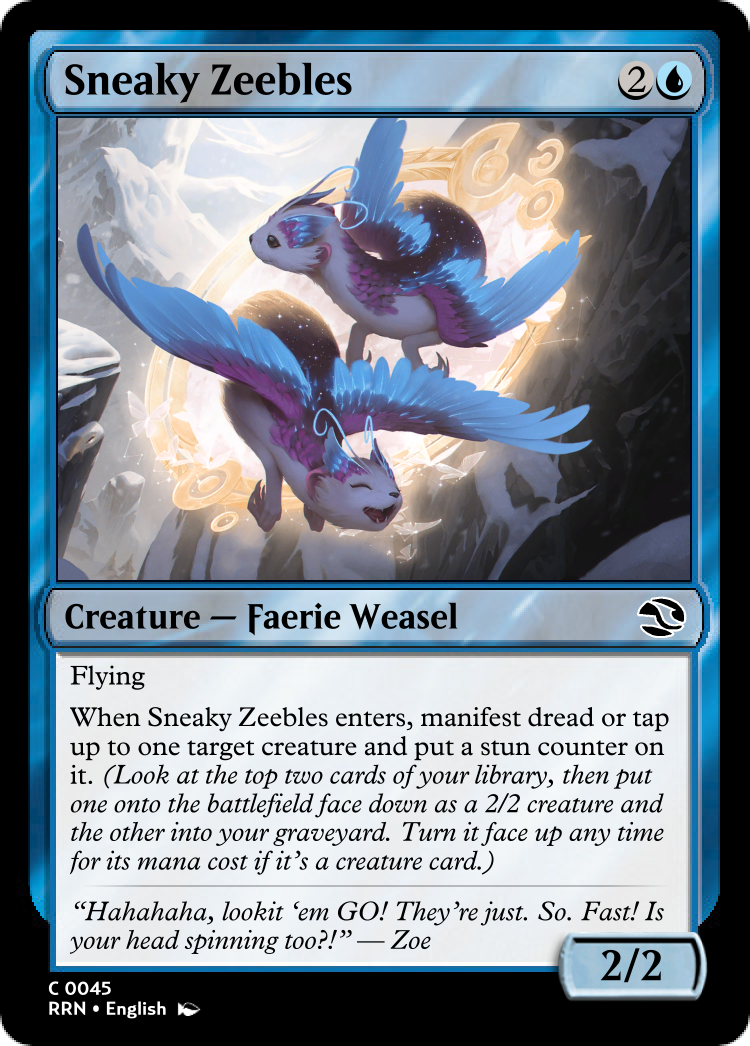 Sneaky Zeebles 2
Creature — Faerie Weasel
Flying
When Sneaky Zeebles enters, manifest dread or tap
up to one target creature and put a stun counter on
it. (Look at the top two cards of your library, then put
one onto the battlefield face down as a 2/2 creature and
the other into your graveyard. Turn it face up any time
for its mana cost if it's a creature card.)
“Hahahaha, lookit ‘em GO! They’re just. So. Fast! Is
your head spinning too?!” — Zoe
2/2
C 0045
RRN • English